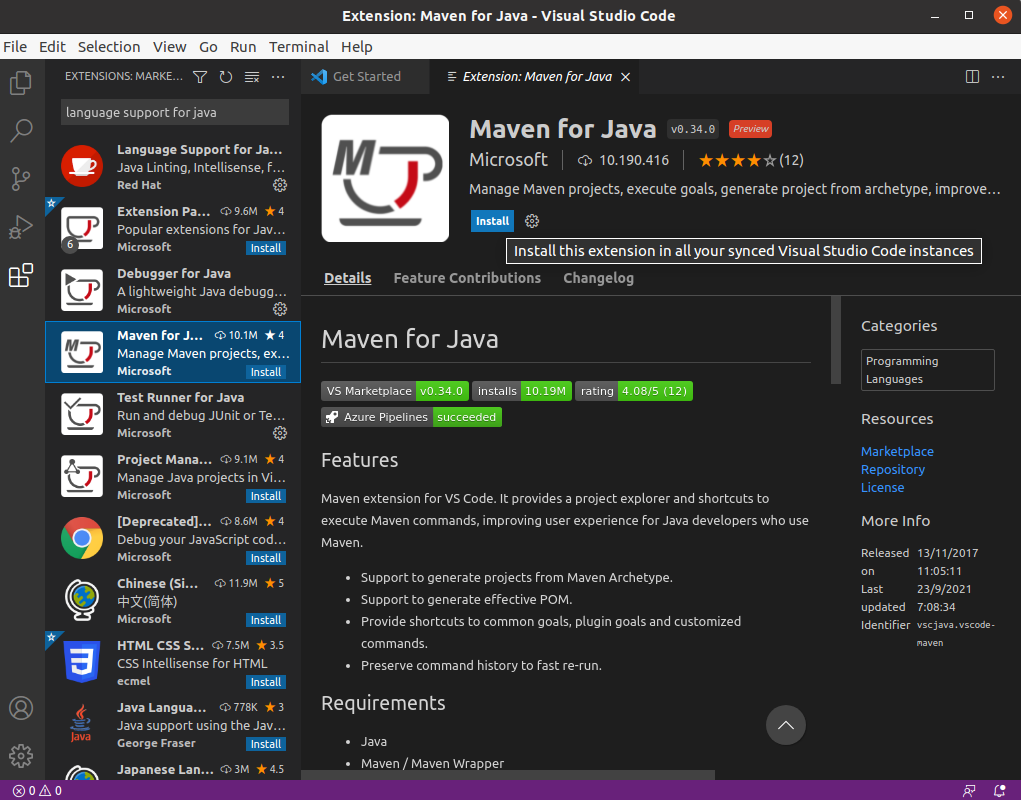 Extension: Maven for Java - Visual Studio Code
File Edit Selection View Go Run Terminal Help
EXTENSIONS: MARKE...
language support for java
Language Support for Ja...
Java Linting, Intellisense, f...
Red Hat
Extension Pa... 9.6M ★ 4
Popular extensions for Jav...
6
Microsoft Install
Debugger for Java
A lightweight Java debugg...
Microsoft
Maven for J... 10.1M ★ 4
Manage Maven projects, ex...
Microsoft Install
Test Runner for Java
Run and debug JUnit or Te...
Microsoft
Project Mana... 9.1M ★ 4
Manage Java projects in Vi...
Microsoft Install
[Deprecated]... 8.6M ★ 4
Debug your JavaScript cod...
Microsoft Install
Chinese (Si... 11.9M ★ 5
中文(简体)
Microsoft Install
HTML CSS S... 7.5M ★ 3.5
CSS Intellisense for HTML
ecmel Install
Java Langua... 778K ★ 3
Java support using the Jav...
Java
George Fraser Install
Japanese Lan... 3M ★ 4.5
Get Started
Extension: Maven for Java
Maven for Java v0.34.0 Preview
Microsoft 10.190.416 ★★★★☆(12)
Manage Maven projects, execute goals, generate project from archetype, improve...
Install
Install this extension in all your synced Visual Studio Code instances
Details Feature Contributions Changelog
Maven for Java
VS Marketplace v0.34.0 installs 10.19M rating 4.08/5 (12)
Azure Pipelines succeeded
Features
Maven extension for VS Code. It provides a project explorer and shortcuts to
execute Maven commands, improving user experience for Java developers who use
Maven.
• Support to generate projects from Maven Archetype.
• Support to generate effective POM.
• Provide shortcuts to common goals, plugin goals and customized
commands.
• Preserve command history to fast re-run.
Requirements
• Java
• Maven / Maven Wrapper
Categories
Programming
Languages
Resources
Marketplace
Repository
License
More Info
Released 13/11/2017
on 11:05:11
Last 23/9/2021
updated 7:08:34
Identifier vscjava.vscode-
maven
0 0